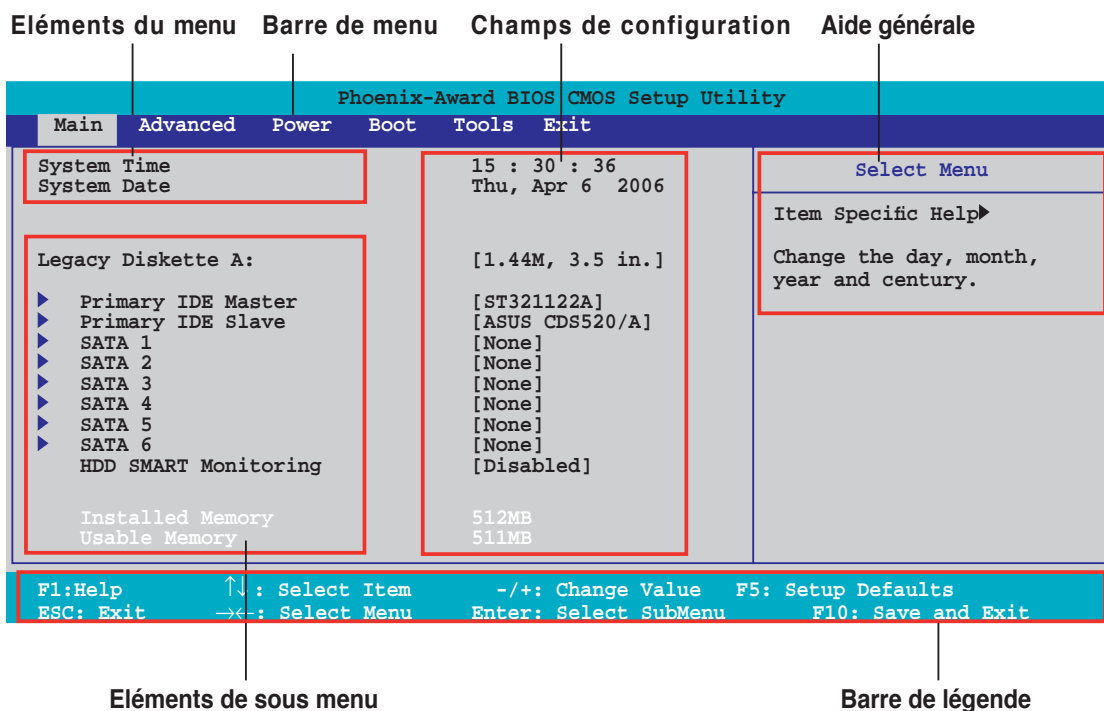 Eléments du menu Barre de menu Champs de configuration Aide générale
Phoenix-Award BIOS CMOS Setup Utility
Main Advanced Power Boot Tools Exit
System Time 15 : 30 : 36
System Date Thu, Apr 6 2006
Select Menu
Item Specific Help▶
Legacy Diskette A: [1.44M, 3.5 in.]
Change the day, month,
year and century.
▶ Primary IDE Master [ST321122A]
▶ Primary IDE Slave [ASUS CDS520/A]
▶ SATA 1 [None]
▶ SATA 2 [None]
▶ SATA 3 [None]
▶ SATA 4 [None]
▶ SATA 5 [None]
▶ SATA 6 [None]
HDD SMART Monitoring [Disabled]
Installed Memory 512MB
Usable Memory 511MB
F1:Help ↑↓: Select Item -/+: Change Value F5: Setup Defaults
ESC: Exit →←: Select Menu Enter: Select SubMenu F10: Save and Exit
Eléments de sous menu Barre de légende